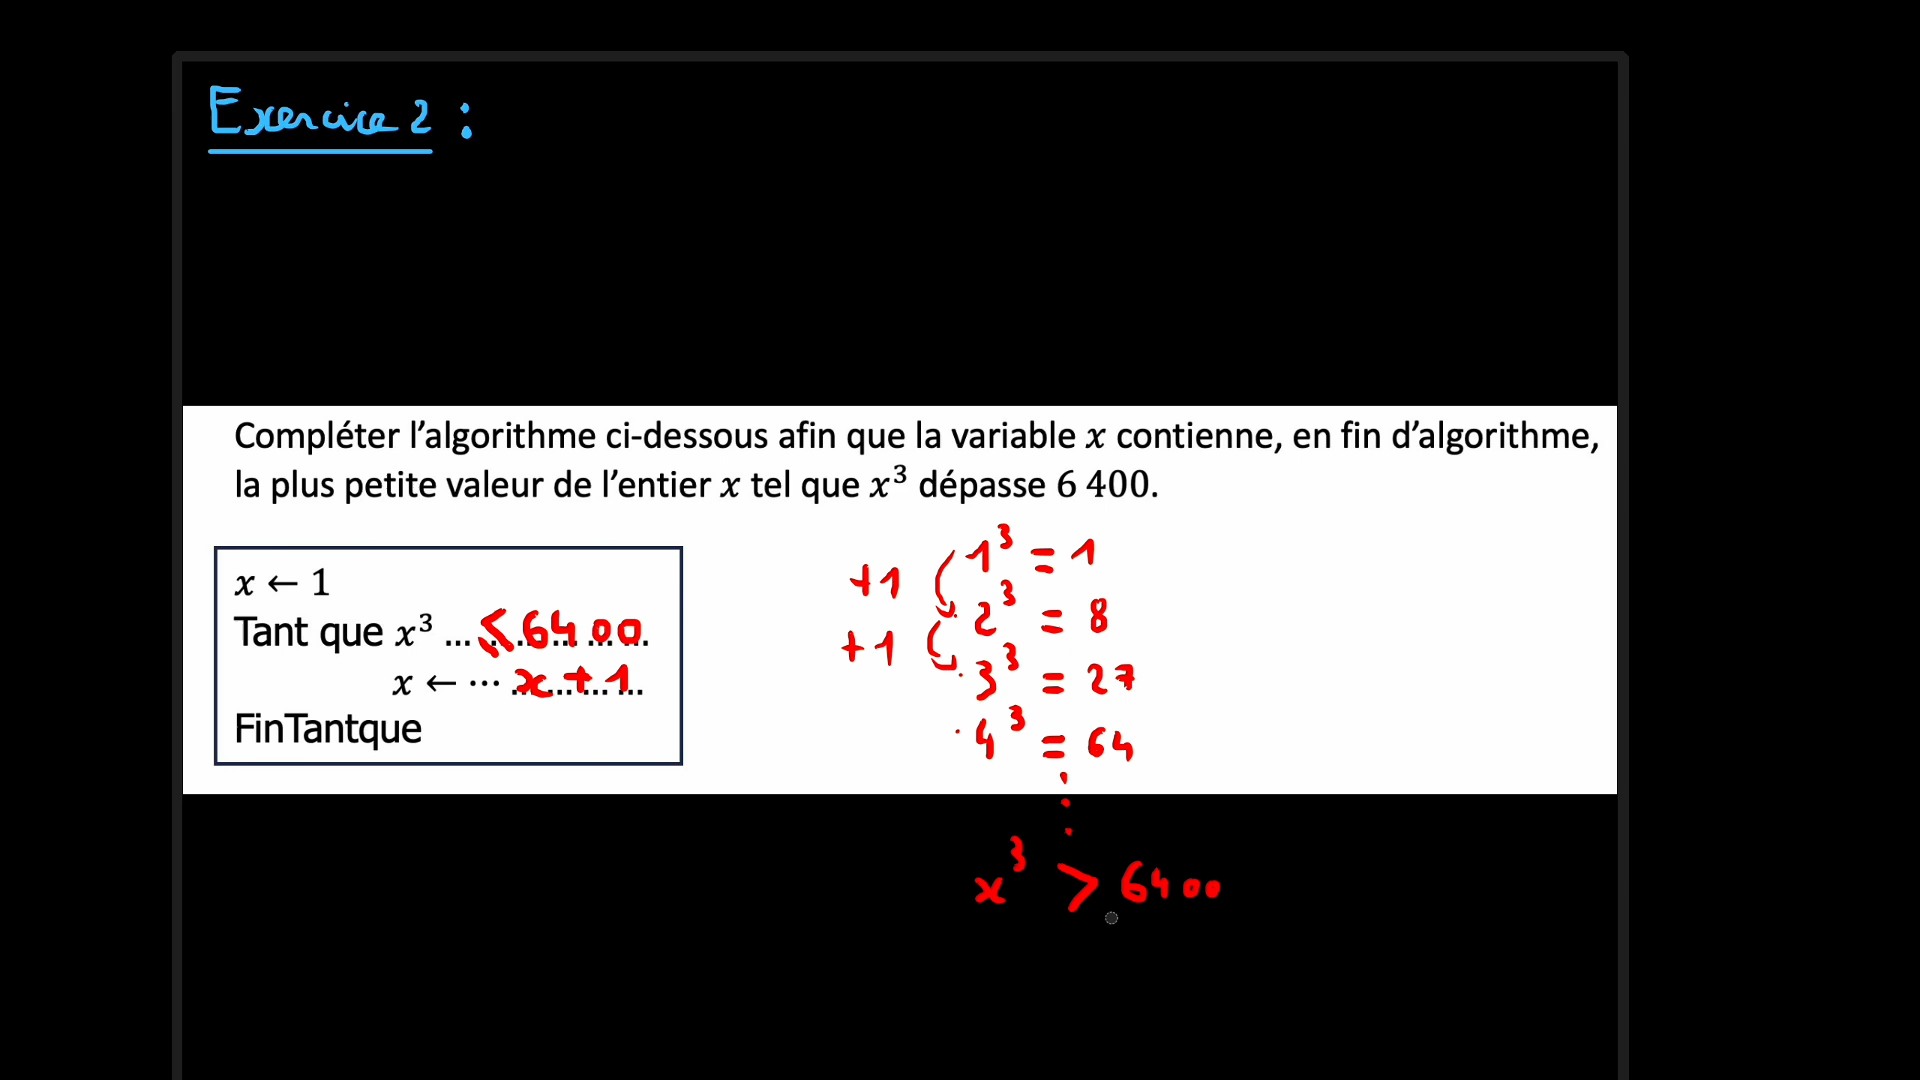 Exercice 2 :
Compléter l’algorithme ci-dessous afin que la variable x contienne, en fin d’algorithme,
la plus petite valeur de l’entier x tel que x³ dépasse 6 400.
x ← 1
Tant que x³ ... ⩽ 6400
x ← ... x + 1
FinTantque
1³ = 1
+1
2³ = 8
+1
3³ = 27
4³ = 64
x³ > 6400